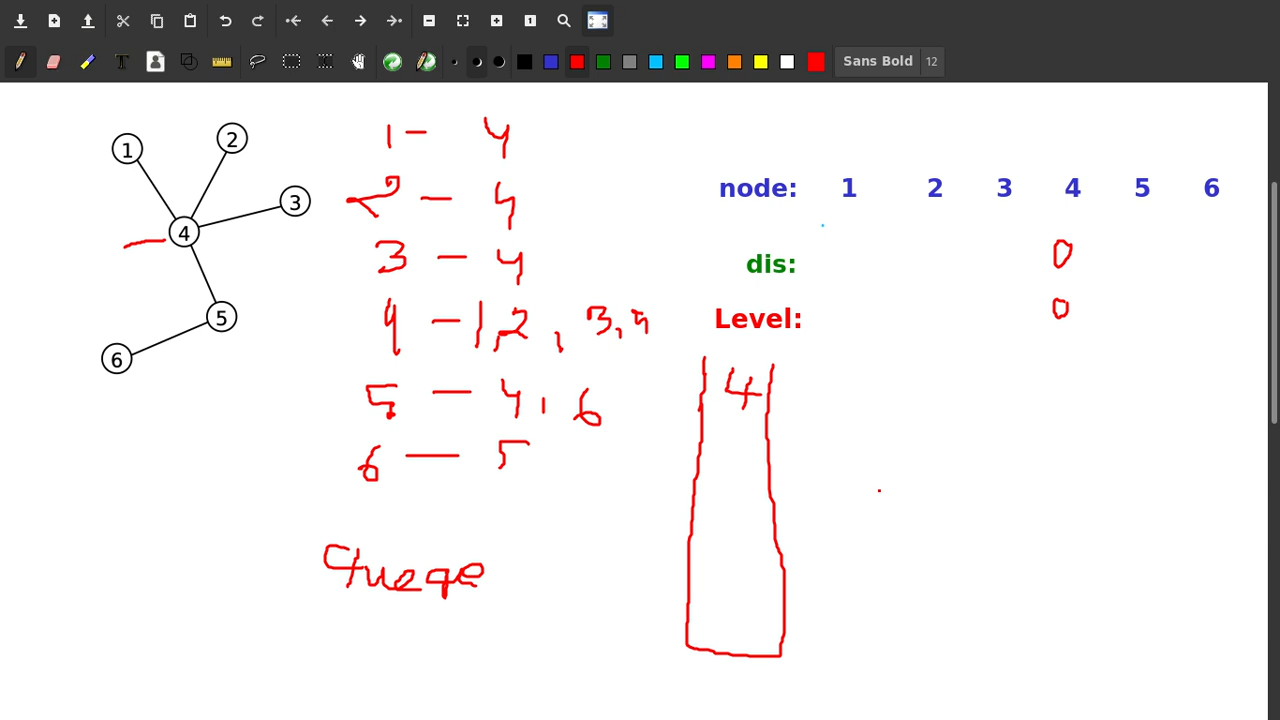 Sans Bold 12
1
2
3
4
5
6
1 - 4
2 - 4
3 - 4
4 - 1, 2, 3, 5
5 - 4, 6
6 - 5
node: 1 2 3 4 5 6
dis: 0
Level: 0
4